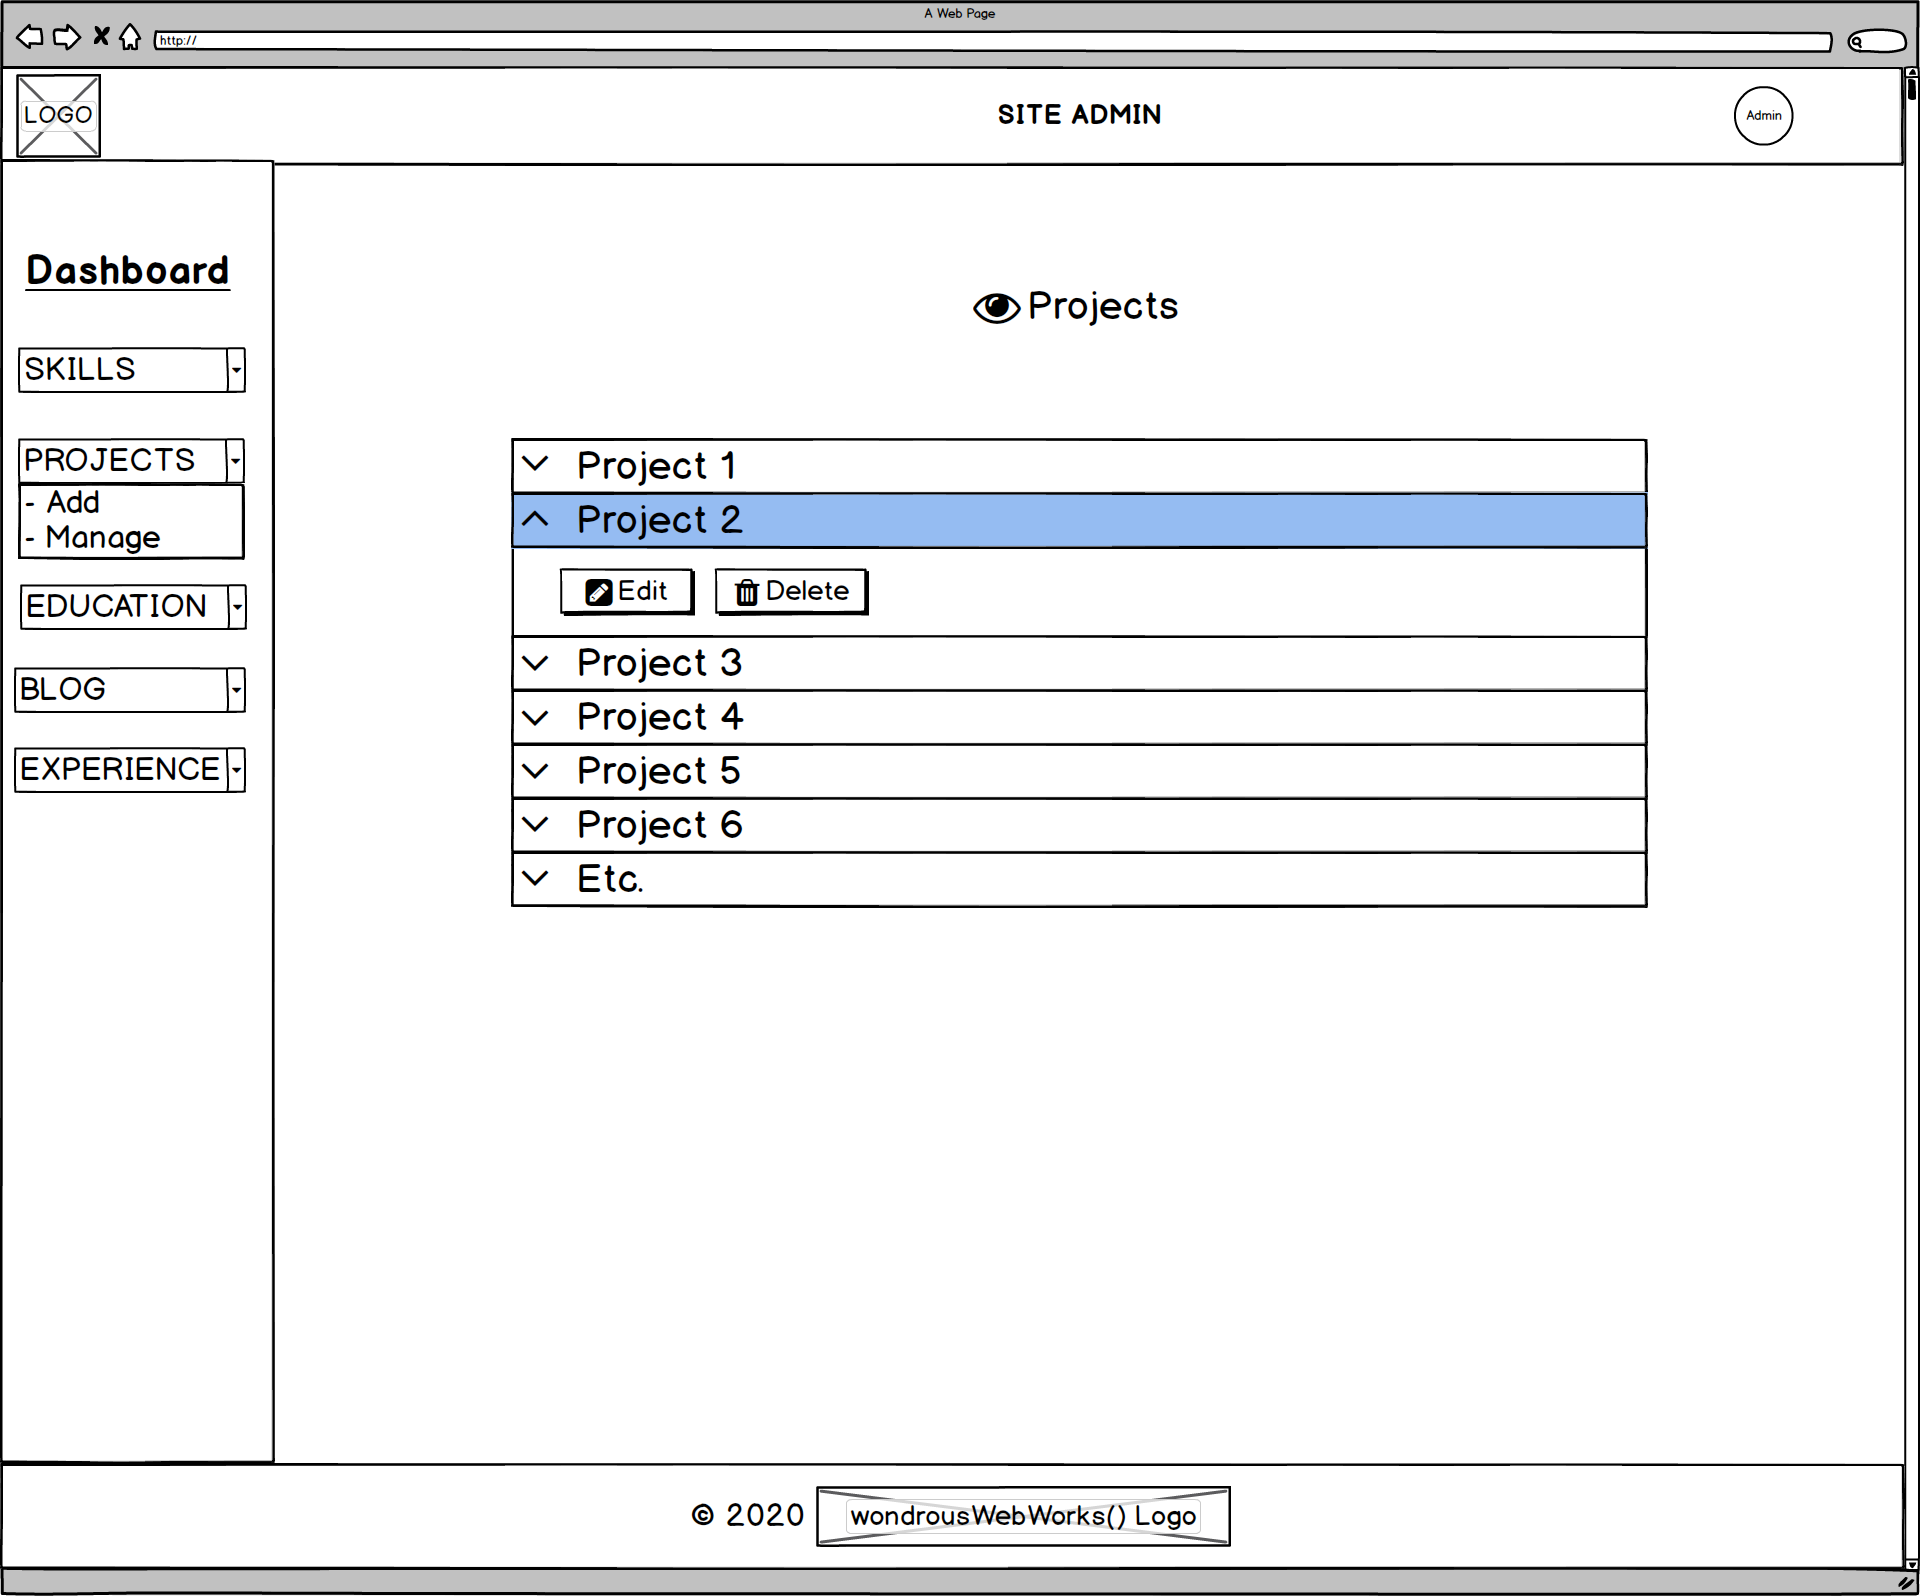 A Web Page
http://
LOGO
SITE ADMIN
Admin
Dashboard
SKILLS
PROJECTS
- Add
- Manage
EDUCATION
BLOG
EXPERIENCE
Projects
Project 1
Project 2
Edit
Delete
Project 3
Project 4
Project 5
Project 6
Etc.
© 2020
wondrousWebWorks() Logo